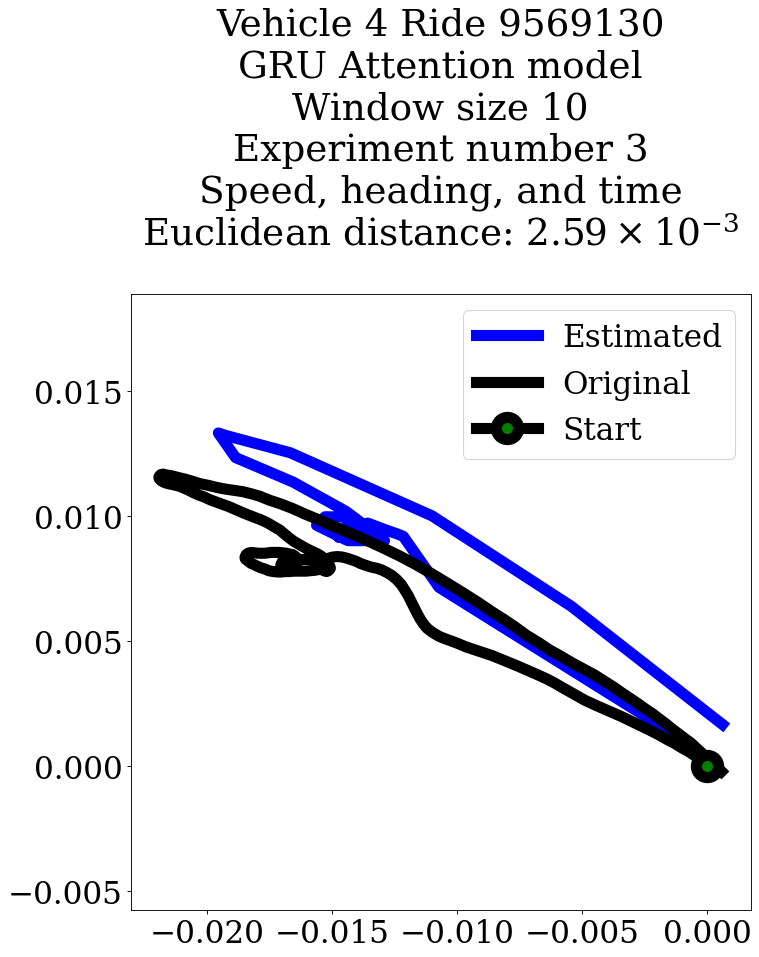 Vehicle 4 Ride 9569130
GRU Attention model
Window size 10
Experiment number 3
Speed, heading, and time
Euclidean distance: 2.59 × 10⁻³
Estimated
Original
Start
0.015
0.010
0.005
0.000
−0.005
−0.020 −0.015 −0.010 −0.005 0.000